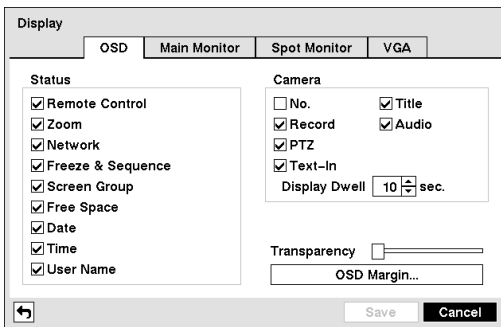 Display
OSD Main Monitor Spot Monitor VGA
Status
Remote Control
Zoom
Network
Freeze & Sequence
Screen Group
Free Space
Date
Time
User Name
Camera
No. Title
Record Audio
PTZ
Text-In
Display Dwell 10 sec.
Transparency
OSD Margin...
Save Cancel